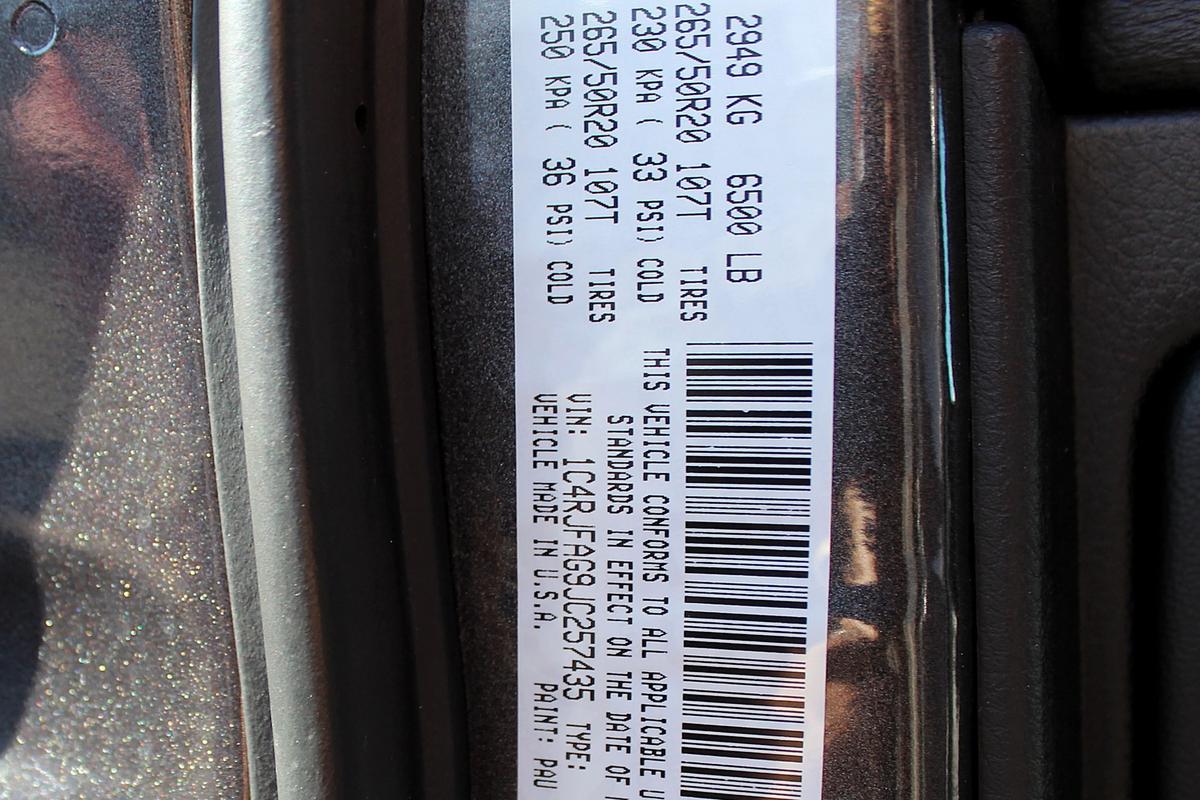 2949 KG 6500 LB
265/50R20 107T TIRES
230 KPA ( 33 PSI) COLD
265/50R20 107T TIRES
250 KPA ( 36 PSI) COLD
THIS VEHICLE CONFORMS TO ALL APPLICABLE U
STANDARDS IN EFFECT ON THE DATE OF
VIN: 1C4RJFAG9JC257435 TYPE:
VEHICLE MADE IN U.S.A. PAINT: PAU